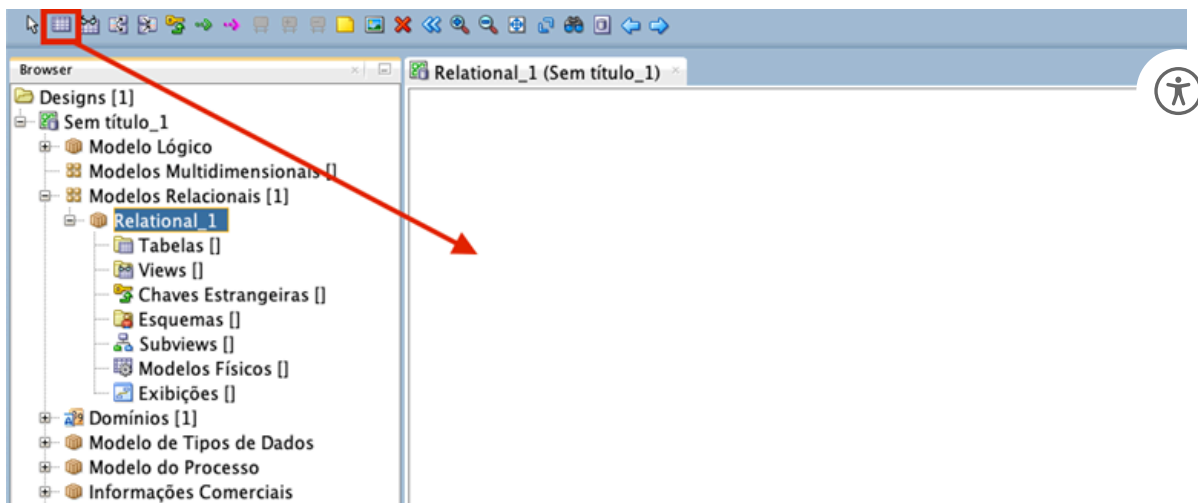 Browser
Relational_1 (Sem título_1)
Designs [1]
Sem título_1
Modelo Lógico
Modelos Multidimensionais []
Modelos Relacionais [1]
Relational_1
Tabelas []
Views []
Chaves Estrangeiras []
Esquemas []
Subviews []
Modelos Físicos []
Exibições []
Domínios [1]
Modelo de Tipos de Dados
Modelo do Processo
Informações Comerciais